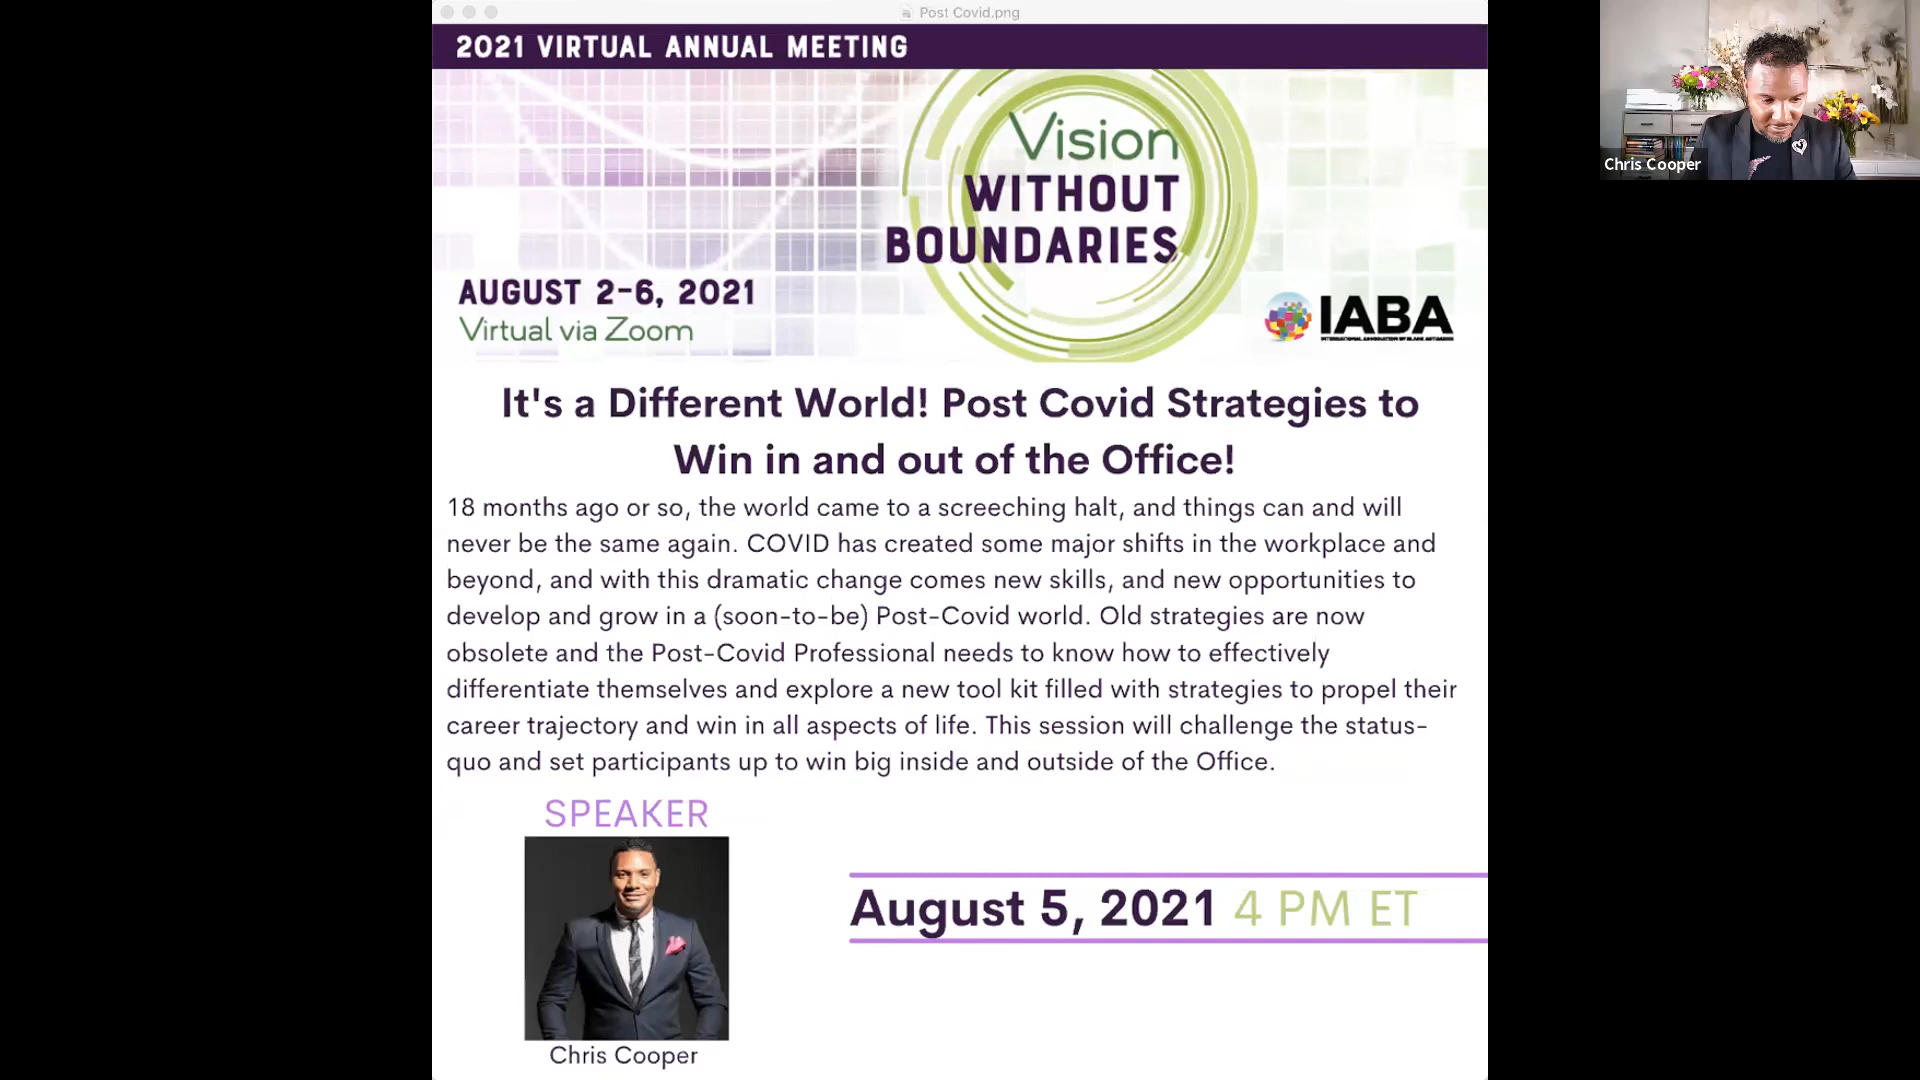 Post Covid.png
2021 VIRTUAL ANNUAL MEETING
Vision
WITHOUT
BOUNDARIES
AUGUST 2-6, 2021
Virtual via Zoom
IABA
INTERNATIONAL ASSOCIATION OF BLACK ACTUARIES
It's a Different World! Post Covid Strategies to
Win in and out of the Office!
18 months ago or so, the world came to a screeching halt, and things can and will
never be the same again. COVID has created some major shifts in the workplace and
beyond, and with this dramatic change comes new skills, and new opportunities to
develop and grow in a (soon-to-be) Post-Covid world. Old strategies are now
obsolete and the Post-Covid Professional needs to know how to effectively
differentiate themselves and explore a new tool kit filled with strategies to propel their
career trajectory and win in all aspects of life. This session will challenge the status-
quo and set participants up to win big inside and outside of the Office.
SPEAKER
Chris Cooper
August 5, 2021 4 PM ET
Chris Cooper